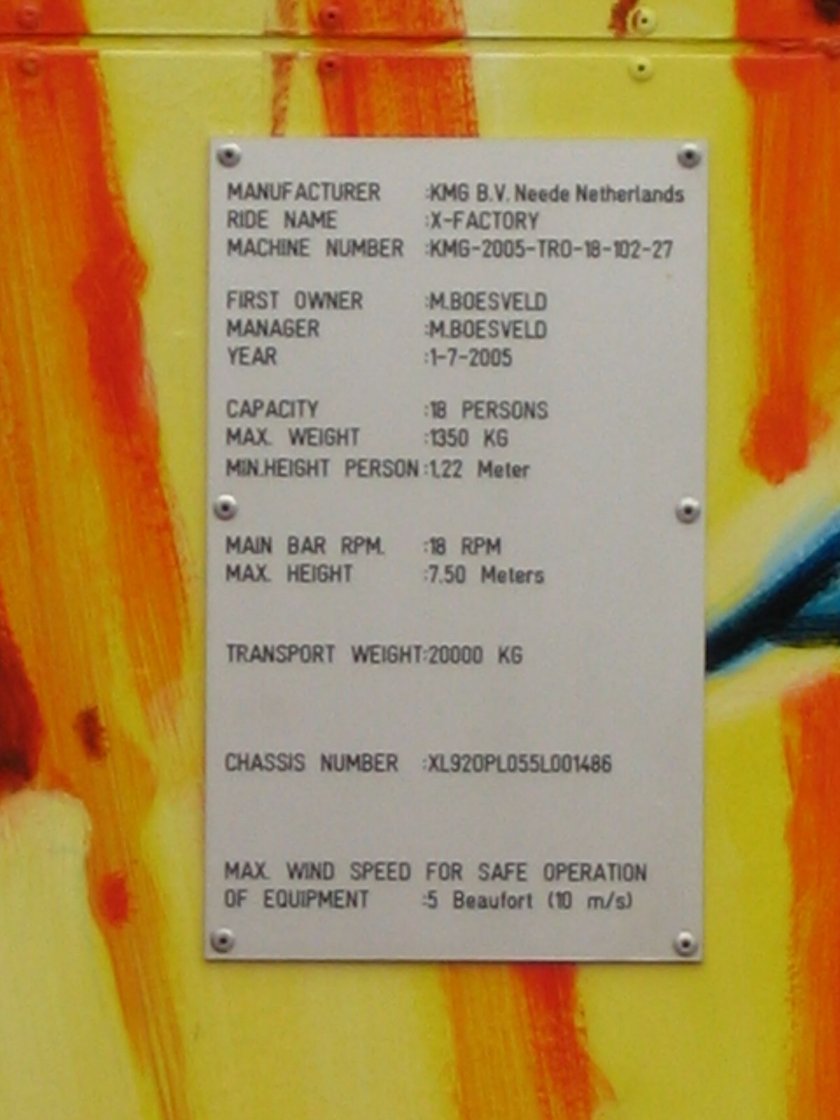 MANUFACTURER :KMG B.V. Neede Netherlands
RIDE NAME :X-FACTORY
MACHINE NUMBER :KMG-2005-TRO-18-102-27
FIRST OWNER :M.BOESVELD
MANAGER :M.BOESVELD
YEAR :1-7-2005
CAPACITY :18 PERSONS
MAX. WEIGHT :1350 KG
MIN.HEIGHT PERSON :1,22 Meter
MAIN BAR RPM. :18 RPM
MAX. HEIGHT :7.50 Meters
TRANSPORT WEIGHT:20000 KG
CHASSIS NUMBER :XL920PL055L001486
MAX. WIND SPEED FOR SAFE OPERATION
OF EQUIPMENT :5 Beaufort (10 m/s)